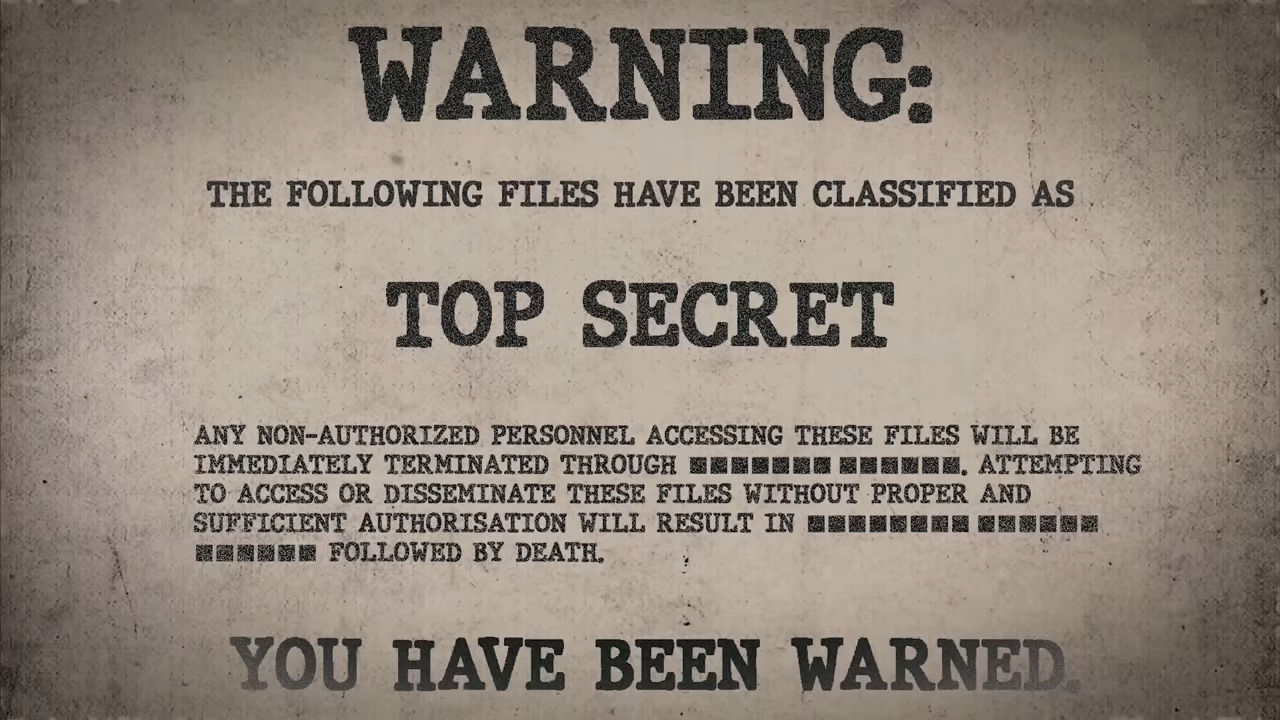 WARNING:
THE FOLLOWING FILES HAVE BEEN CLASSIFIED AS
TOP SECRET
ANY NON-AUTHORIZED PERSONNEL ACCESSING THESE FILES WILL BE
IMMEDIATELY TERMINATED THROUGH ■■■■■■■ ■■■■■■. ATTEMPTING
TO ACCESS OR DISSEMINATE THESE FILES WITHOUT PROPER AND
SUFFICIENT AUTHORISATION WILL RESULT IN ■■■■■■■■ ■■■■■■
■■■■■■ FOLLOWED BY DEATH.
YOU HAVE BEEN WARNED.